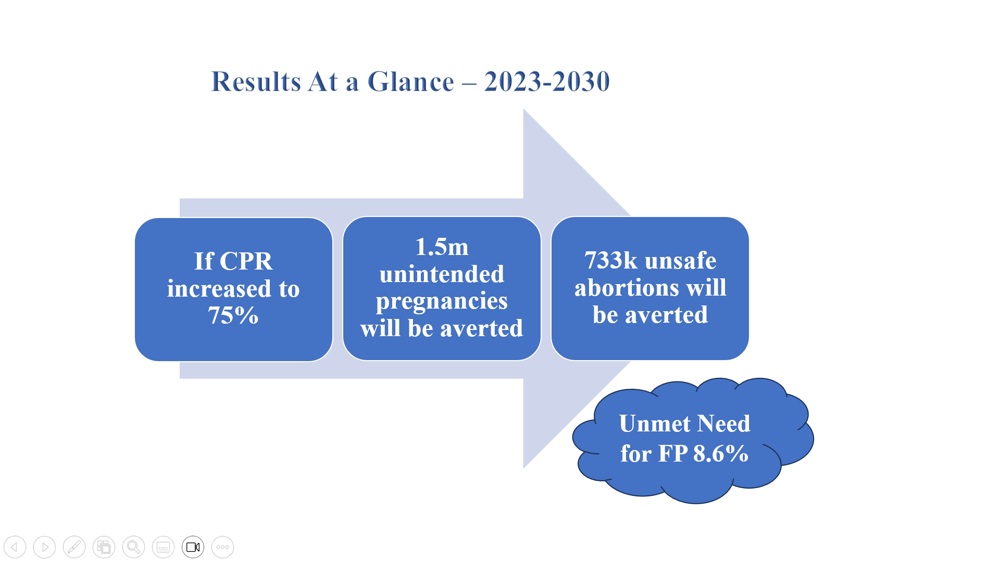 Results At a Glance – 2023-2030
If CPR
increased to
75%
1.5m
unintended
pregnancies
will be averted
733k unsafe
abortions will
be averted
Unmet Need
for FP 8.6%